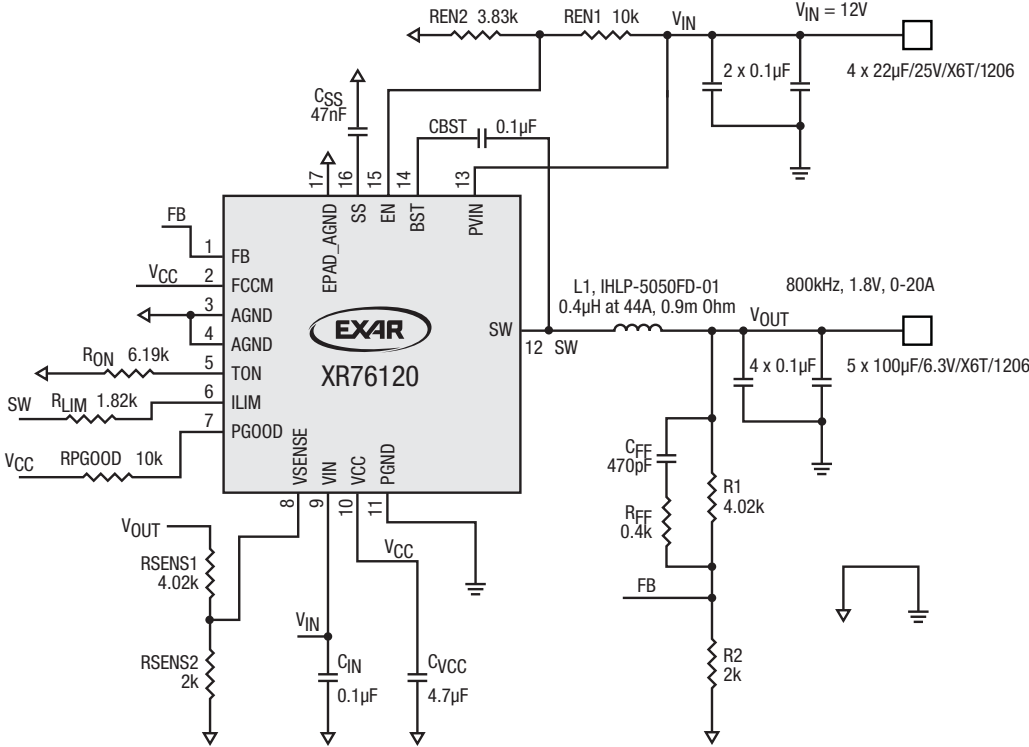 REN2 3.83k
REN1 10k
VIN
VIN = 12V
2 x 0.1µF
4 x 22µF/25V/X6T/1206
CSS
47nF
CBST
0.1µF
17
16
15
14
13
EPAD_AGND
SS
EN
BST
PVIN
FB
1
FB
VCC
2
FCCM
3
AGND
4
AGND
RON 6.19k
5
TON
SW
RLIM 1.82k
6
ILIM
7
PGOOD
VCC
RPGOOD 10k
EXAR
XR76120
SW
12
SW
L1, IHLP-5050FD-01
0.4µH at 44A, 0.9m Ohm
800kHz, 1.8V, 0-20A
VOUT
4 x 0.1µF
5 x 100µF/6.3V/X6T/1206
VSENSE
VIN
VCC
PGND
8
9
10
11
VOUT
RSENS1
4.02k
RSENS2
2k
VIN
CIN
0.1µF
VCC
CVCC
4.7µF
CFF
470pF
RFF
0.4k
R1
4.02k
FB
R2
2k